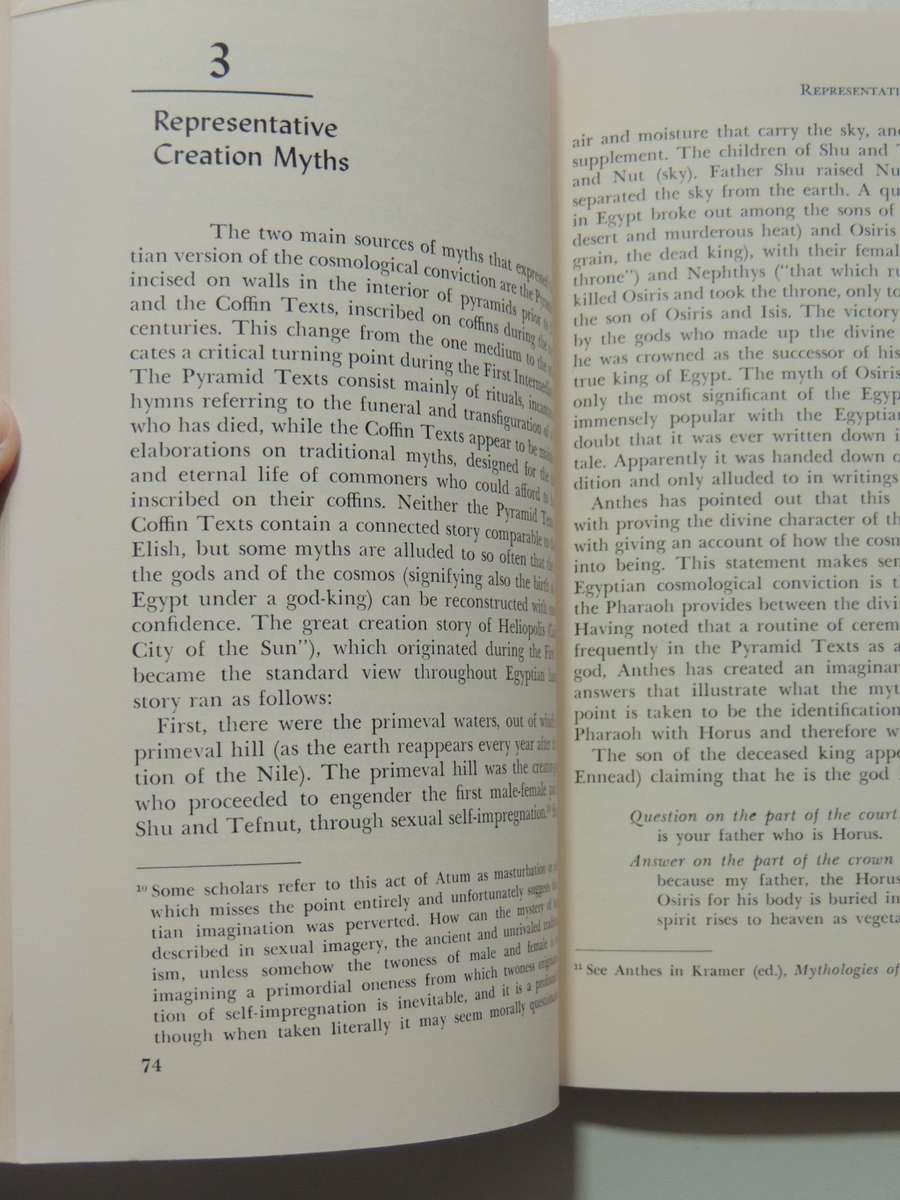 3
Representative
Creation Myths
The two main sources of myths that expressed
tian version of the cosmological conviction are the
incised on walls in the interior of pyramids prior to
and the Coffin Texts, inscribed on coffins during the
centuries. This change from the one medium to the
cates a critical turning point during the First
The Pyramid Texts consist mainly of rituals,
hymns referring to the funeral and transfiguration of
who has died, while the Coffin Texts appear to be
elaborations on traditional myths, designed for the
and eternal life of commoners who could afford to
inscribed on their coffins. Neither the Pyramid
Coffin Texts contain a connected story comparable
Elish, but some myths are alluded to so often that
the gods and of the cosmos (signifying also the birth
Egypt under a god-king) can be reconstructed with
confidence. The great creation story of Heliopolis
City of the Sun"), which originated during the
became the standard view throughout Egyptian
story ran as follows:
First, there were the primeval waters, out of which
primeval hill (as the earth reappears every year after
tion of the Nile). The primeval hill was the
who proceeded to engender the first male-female
Shu and Tefnut, through sexual self-impregnation.
10 Some scholars refer to this act of Atum as masturbation
which misses the point entirely and unfortunately suggests
tian imagination was perverted. How can the mystery of
described in sexual imagery, the ancient and unrivaled
ism, unless somehow the twoness of male and female
imagining a primordial oneness from which twoness
tion of self-impregnation is inevitable, and it is a
though when taken literally it may seem morally
74
REPRESENTATI
air and moisture that carry the sky, an
supplement. The children of Shu and T
and Nut (sky). Father Shu raised Nu
separated the sky from the earth. A qu
in Egypt broke out among the sons of
desert and murderous heat) and Osiris
grain, the dead king), with their femal
throne") and Nephthys ("that which ru
killed Osiris and took the throne, only to
the son of Osiris and Isis. The victory
by the gods who made up the divine
he was crowned as the successor of his
true king of Egypt. The myth of Osiris
only the most significant of the Egyp
immensely popular with the Egyptian
doubt that it was ever written down i
tale. Apparently it was handed down o
dition and only alluded to in writings
Anthes has pointed out that this
with proving the divine character of th
with giving an account of how the cosm
into being. This statement makes sen
Egyptian cosmological conviction is th
the Pharaoh provides between the divi
Having noted that a routine of cerem
frequently in the Pyramid Texts as a
god, Anthes has created an imaginar
answers that illustrate what the myt
point is taken to be the identification
Pharaoh with Horus and therefore w
The son of the deceased king appe
Ennead) claiming that he is the god
Question on the part of the court
is your father who is Horus.
Answer on the part of the crown
because my father, the Horus
Osiris for his body is buried in
spirit rises to heaven as vegeta
11 See Anthes in Kramer (ed.), Mythologies of